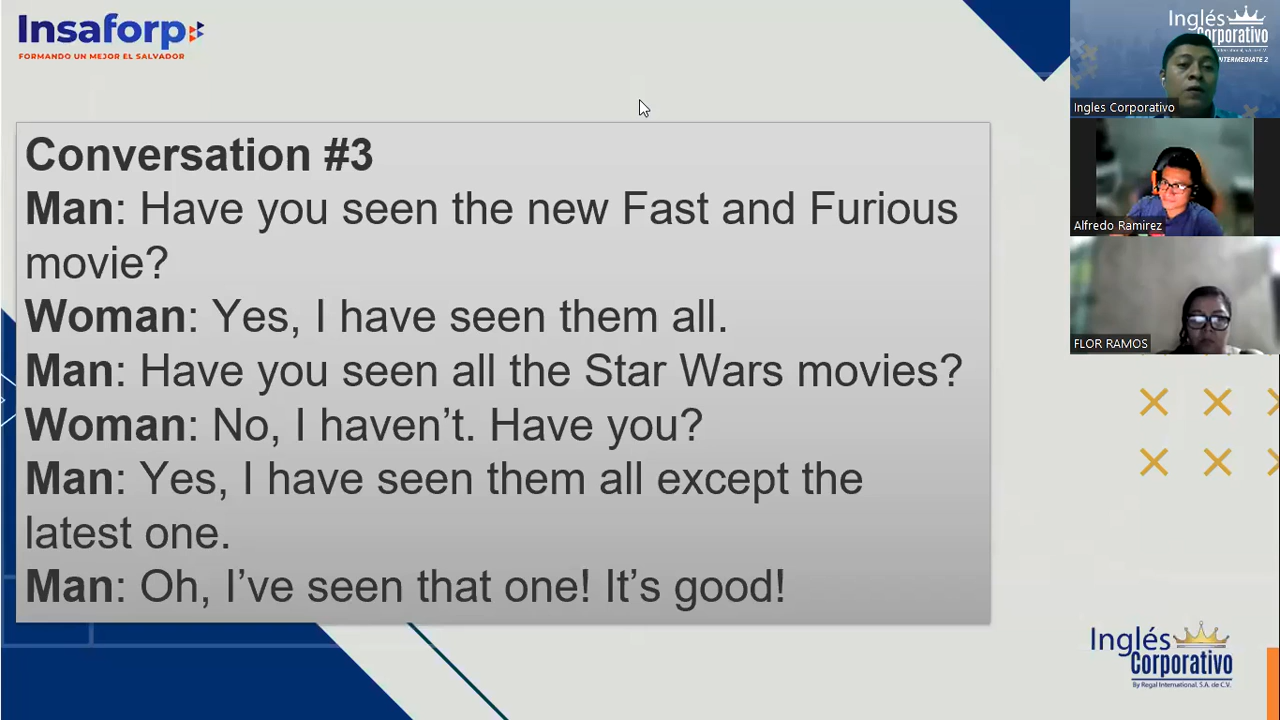 Insaforp
FORMANDO UN MEJOR EL SALVADOR
Conversation #3
Man: Have you seen the new Fast and Furious
movie?
Woman: Yes, I have seen them all.
Man: Have you seen all the Star Wars movies?
Woman: No, I haven’t. Have you?
Man: Yes, I have seen them all except the
latest one.
Man: Oh, I’ve seen that one! It’s good!
Inglés
Corporativo
INTERMEDIATE 2
Ingles Corporativo
Alfredo Ramirez
FLOR RAMOS
Inglés
Corporativo
By Regal International, S.A. de C.V.